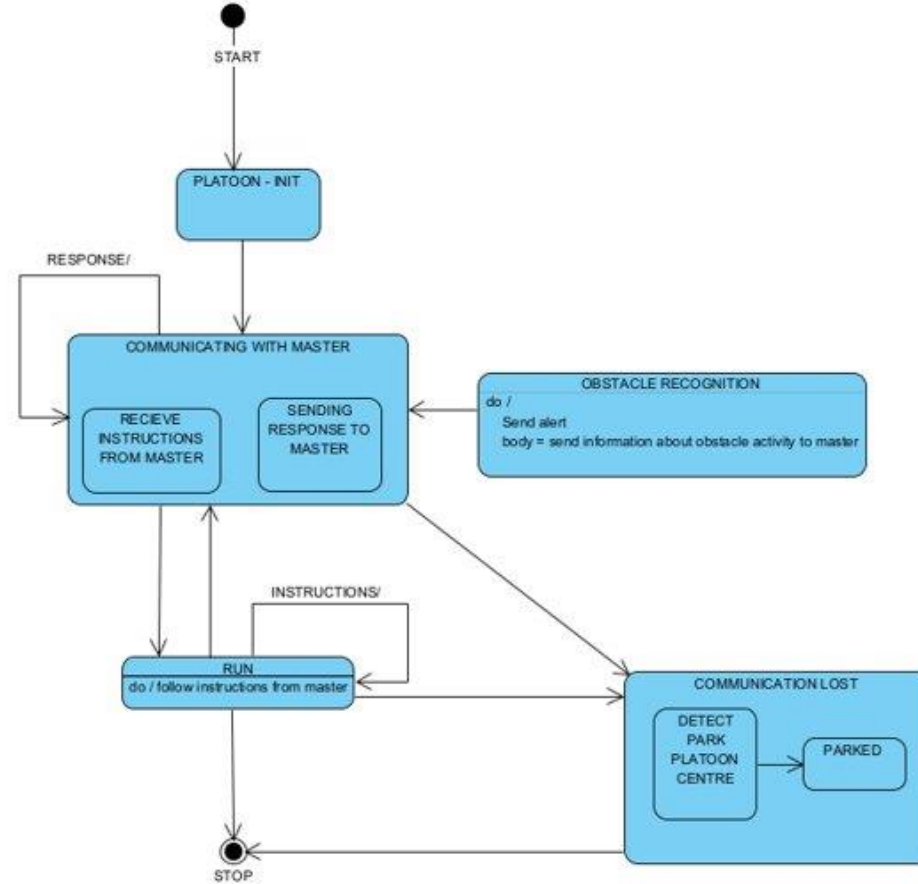 START
PLATOON - INIT
RESPONSE/
COMMUNICATING WITH MASTER
RECIEVE
INSTRUCTIONS
FROM MASTER
SENDING
RESPONSE TO
MASTER
OBSTACLE RECOGNITION
do /
Send alert
body = send information about obstacle activity to master
INSTRUCTIONS/
RUN
do / follow instructions from master
COMMUNICATION LOST
DETECT
PARK
PLATOON
CENTRE
PARKED
STOP